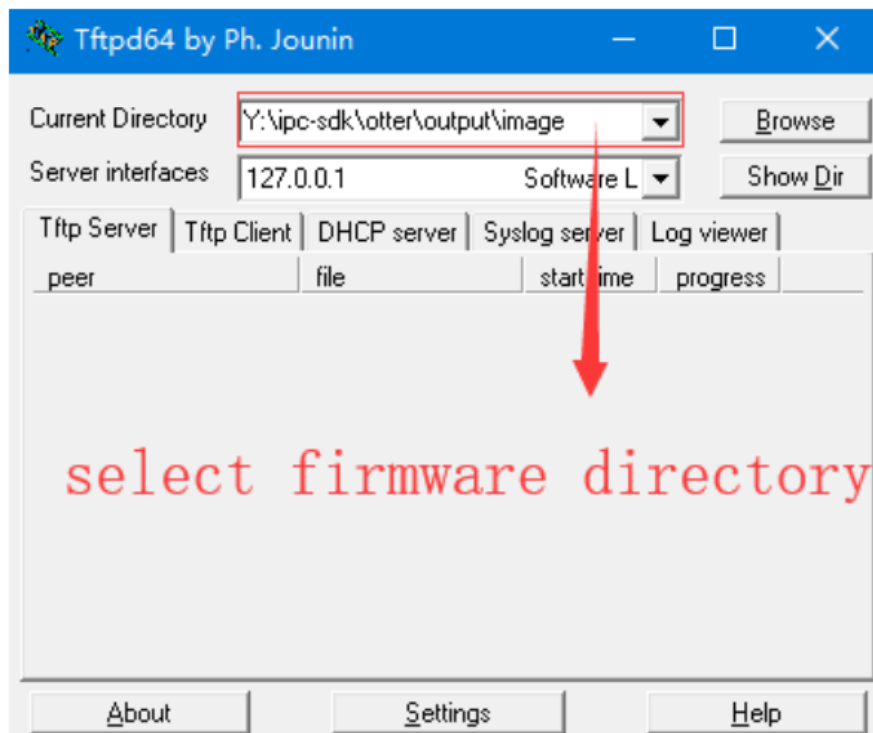 Tftpd64 by Ph. Jounin
Current Directory Y:\ipc-sdk\otter\output\image Browse
Server interfaces 127.0.0.1 Software L Show Dir
Tftp Server Tftp Client DHCP server Syslog server Log viewer
peer file start time progress
select firmware directory
About Settings Help